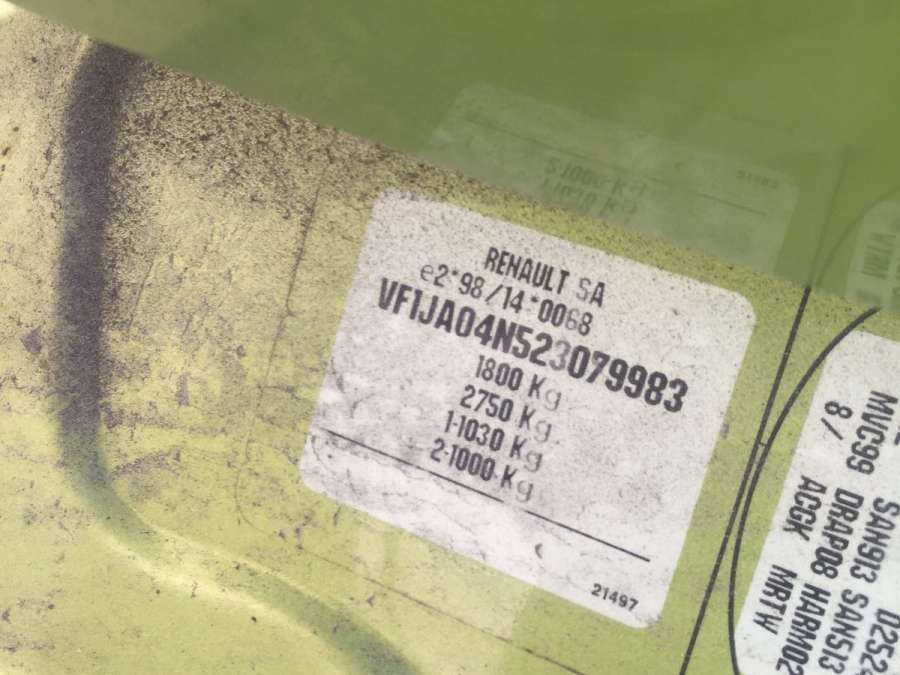 RENAULT SA
e2*98/14*0068
VF1JA04N523079983
1800 Kg
2750 Kg
1-1030 Kg
2-1000 Kg
21497
D252
SAN913 SAN513
MVC99 DRAP08 HARM02
8/ ACGK MRTW